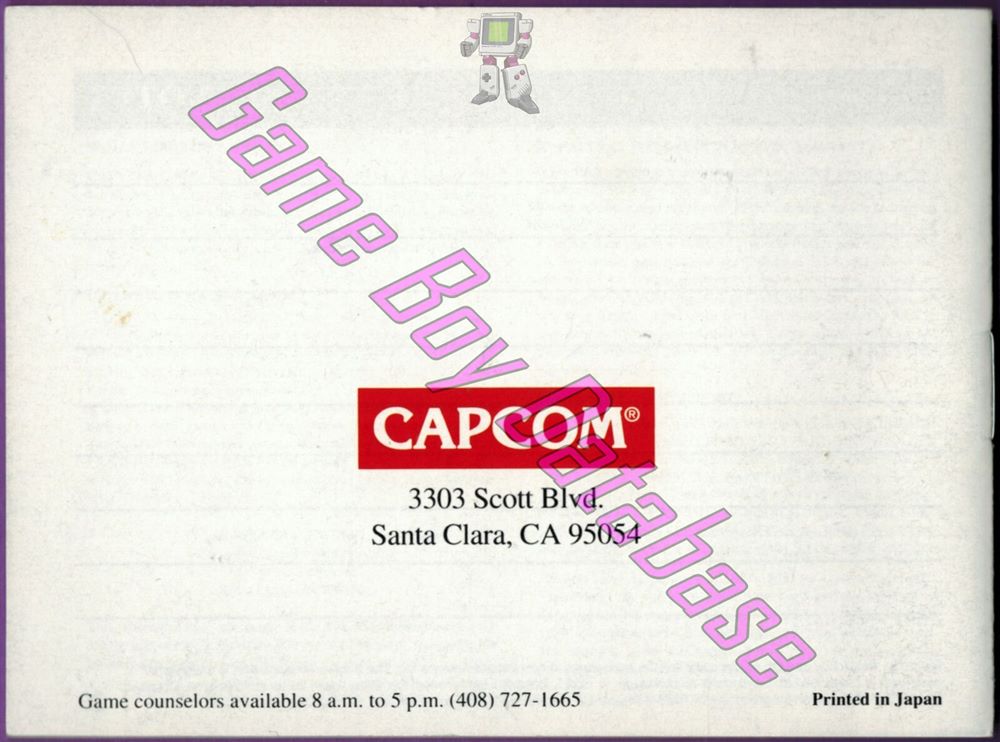 Game Boy Database
CAPCOM®
3303 Scott Blvd.
Santa Clara, CA 95054
Game counselors available 8 a.m. to 5 p.m. (408) 727-1665
Printed in Japan